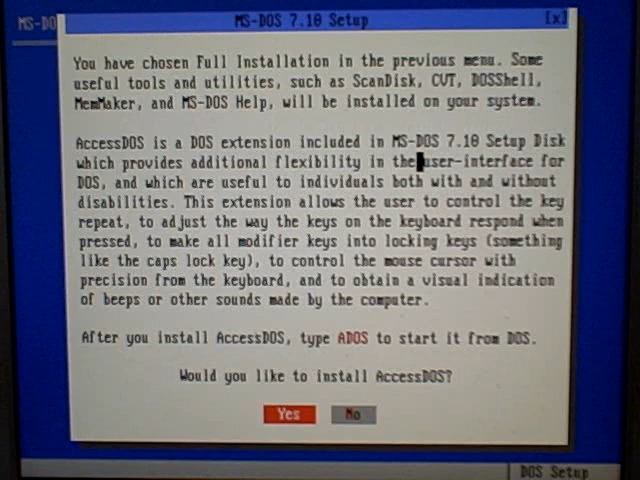 MS-DO
MS-DOS 7.10 Setup [x]
You have chosen Full Installation in the previous menu. Some
useful tools and utilities, such as ScanDisk, CVT, DOSShell,
MemMaker, and MS-DOS Help, will be installed on your system.
AccessDOS is a DOS extension included in MS-DOS 7.10 Setup Disk
which provides additional flexibility in the user-interface for
DOS, and which are useful to individuals both with and without
disabilities. This extension allows the user to control the key
repeat, to adjust the way the keys on the keyboard respond when
pressed, to make all modifier keys into locking keys (something
like the caps lock key), to control the mouse cursor with
precision from the keyboard, and to obtain a visual indication
of beeps or other sounds made by the computer.
After you install AccessDOS, type ADOS to start it from DOS.
Would you like to install AccessDOS?
Yes No
DOS Setup